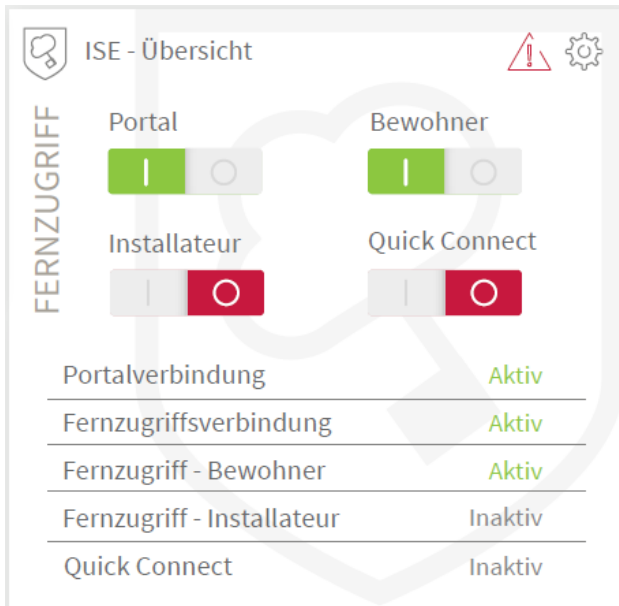 ISE - Übersicht
FERNZUGRIFF
Portal Bewohner
Installateur Quick Connect
Portalverbindung Aktiv
Fernzugriffsverbindung Aktiv
Fernzugriff - Bewohner Aktiv
Fernzugriff - Installateur Inaktiv
Quick Connect Inaktiv